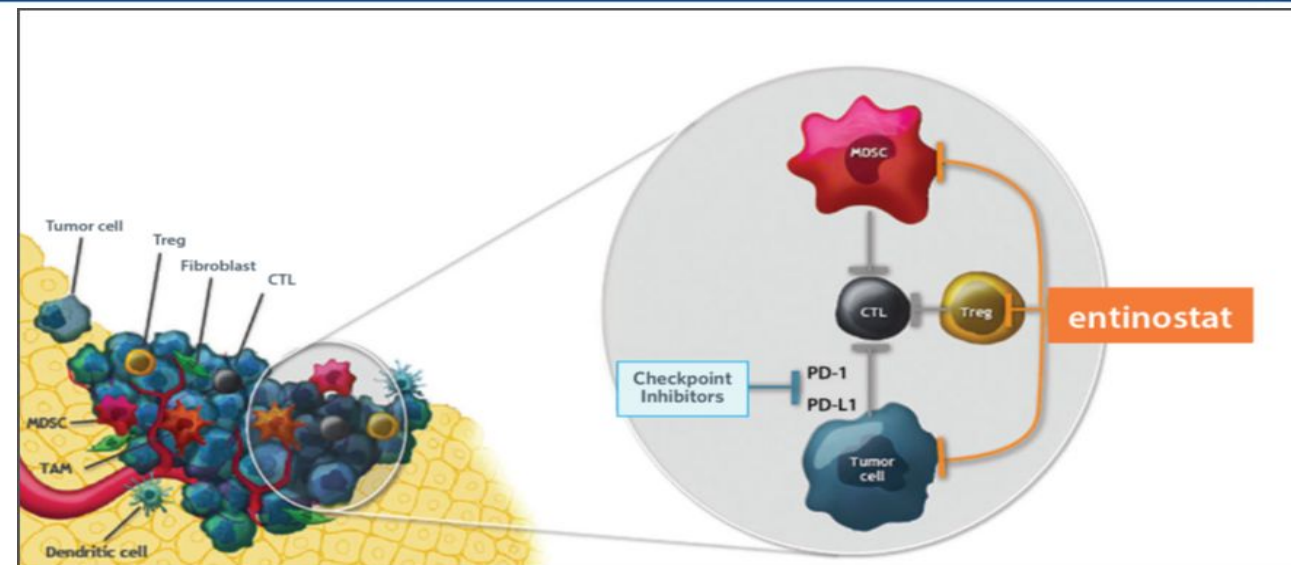 Tumor cell
Treg
Fibroblast
CTL
MDSC
TAM
Dendritic cell
MDSC
CTL
Treg
entinostat
Checkpoint
Inhibitors
PD-1
PD-L1
Tumor
cell